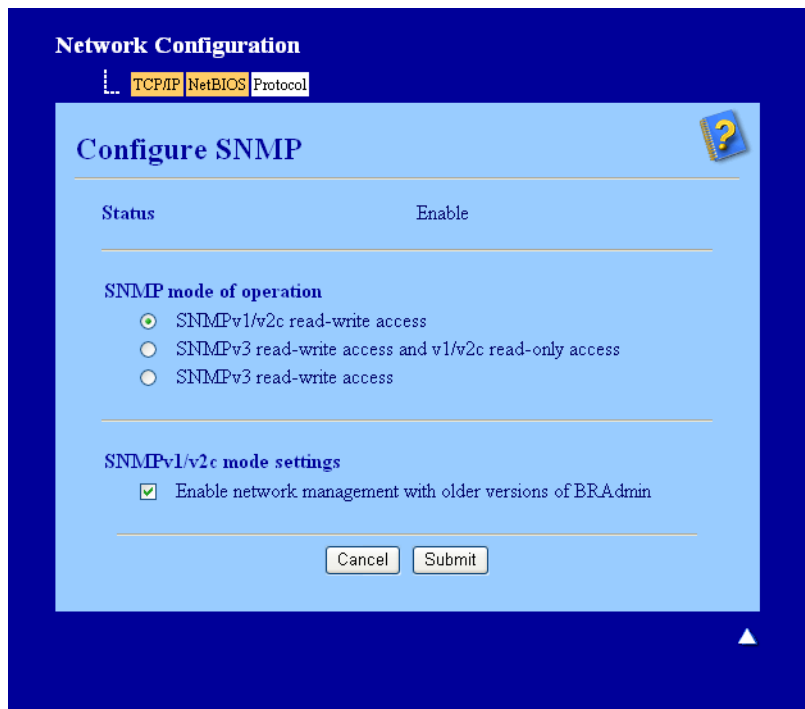 Network Configuration
TCP/IP NetBIOS Protocol
Configure SNMP
?
Status Enable
SNMP mode of operation
SNMPv1/v2c read-write access
SNMPv3 read-write access and v1/v2c read-only access
SNMPv3 read-write access
SNMPv1/v2c mode settings
Enable network management with older versions of BRAdmin
Cancel Submit